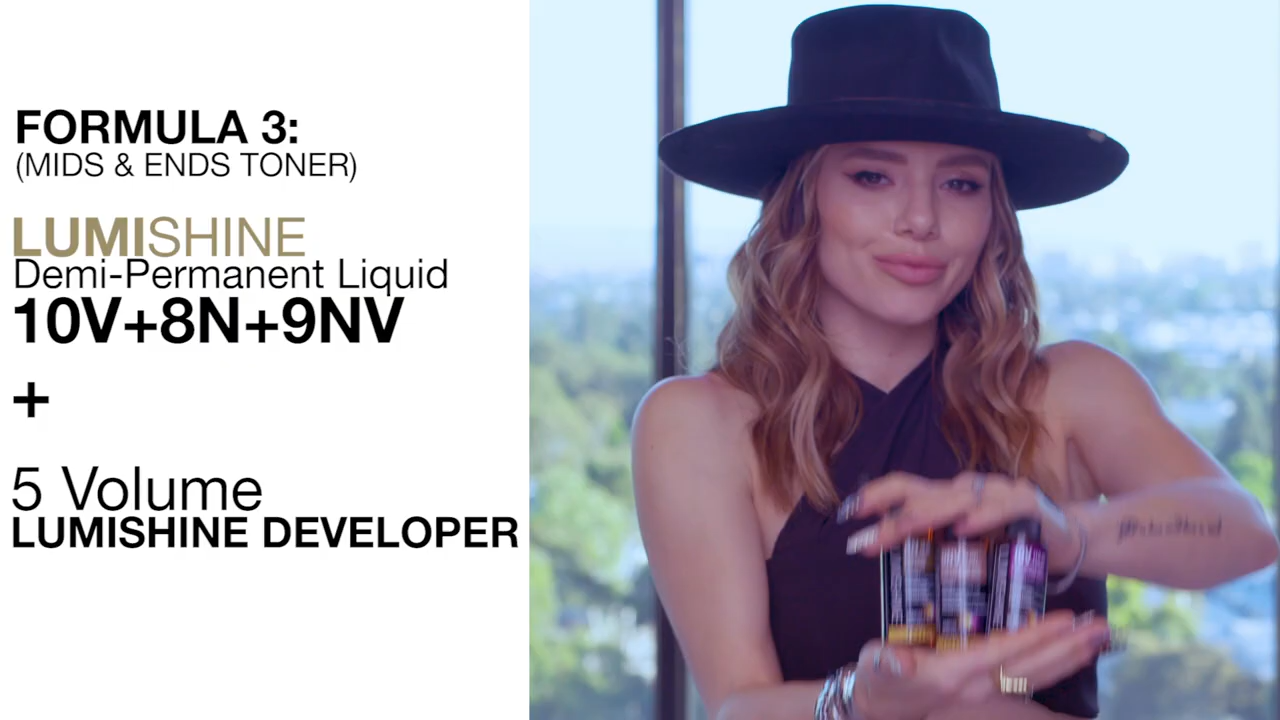 FORMULA 3:
(MIDS & ENDS TONER)
LUMISHINE
Demi-Permanent Liquid
10V+8N+9NV
+
5 Volume
LUMISHINE DEVELOPER